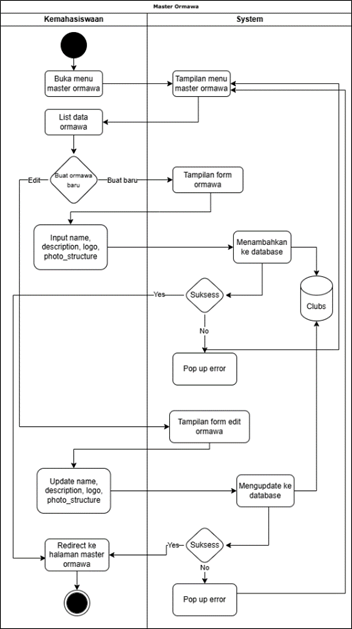 Master Ormawa
Kemahasiswaan
System
Buka menu
master ormawa
Tampilan menu
master ormawa
List data
ormawa
Edit
Buat ormawa
baru
Buat baru
Tampilan form
ormawa
Input name,
description, logo,
photo_structure
Menambahkan
ke database
Clubs
Yes
Suksess
No
Pop up error
Tampilan form edit
ormawa
Update name,
description, logo,
photo_structure
Mengupdate ke
database
Redirect ke
halaman master
ormawa
Yes
Suksess
No
Pop up error